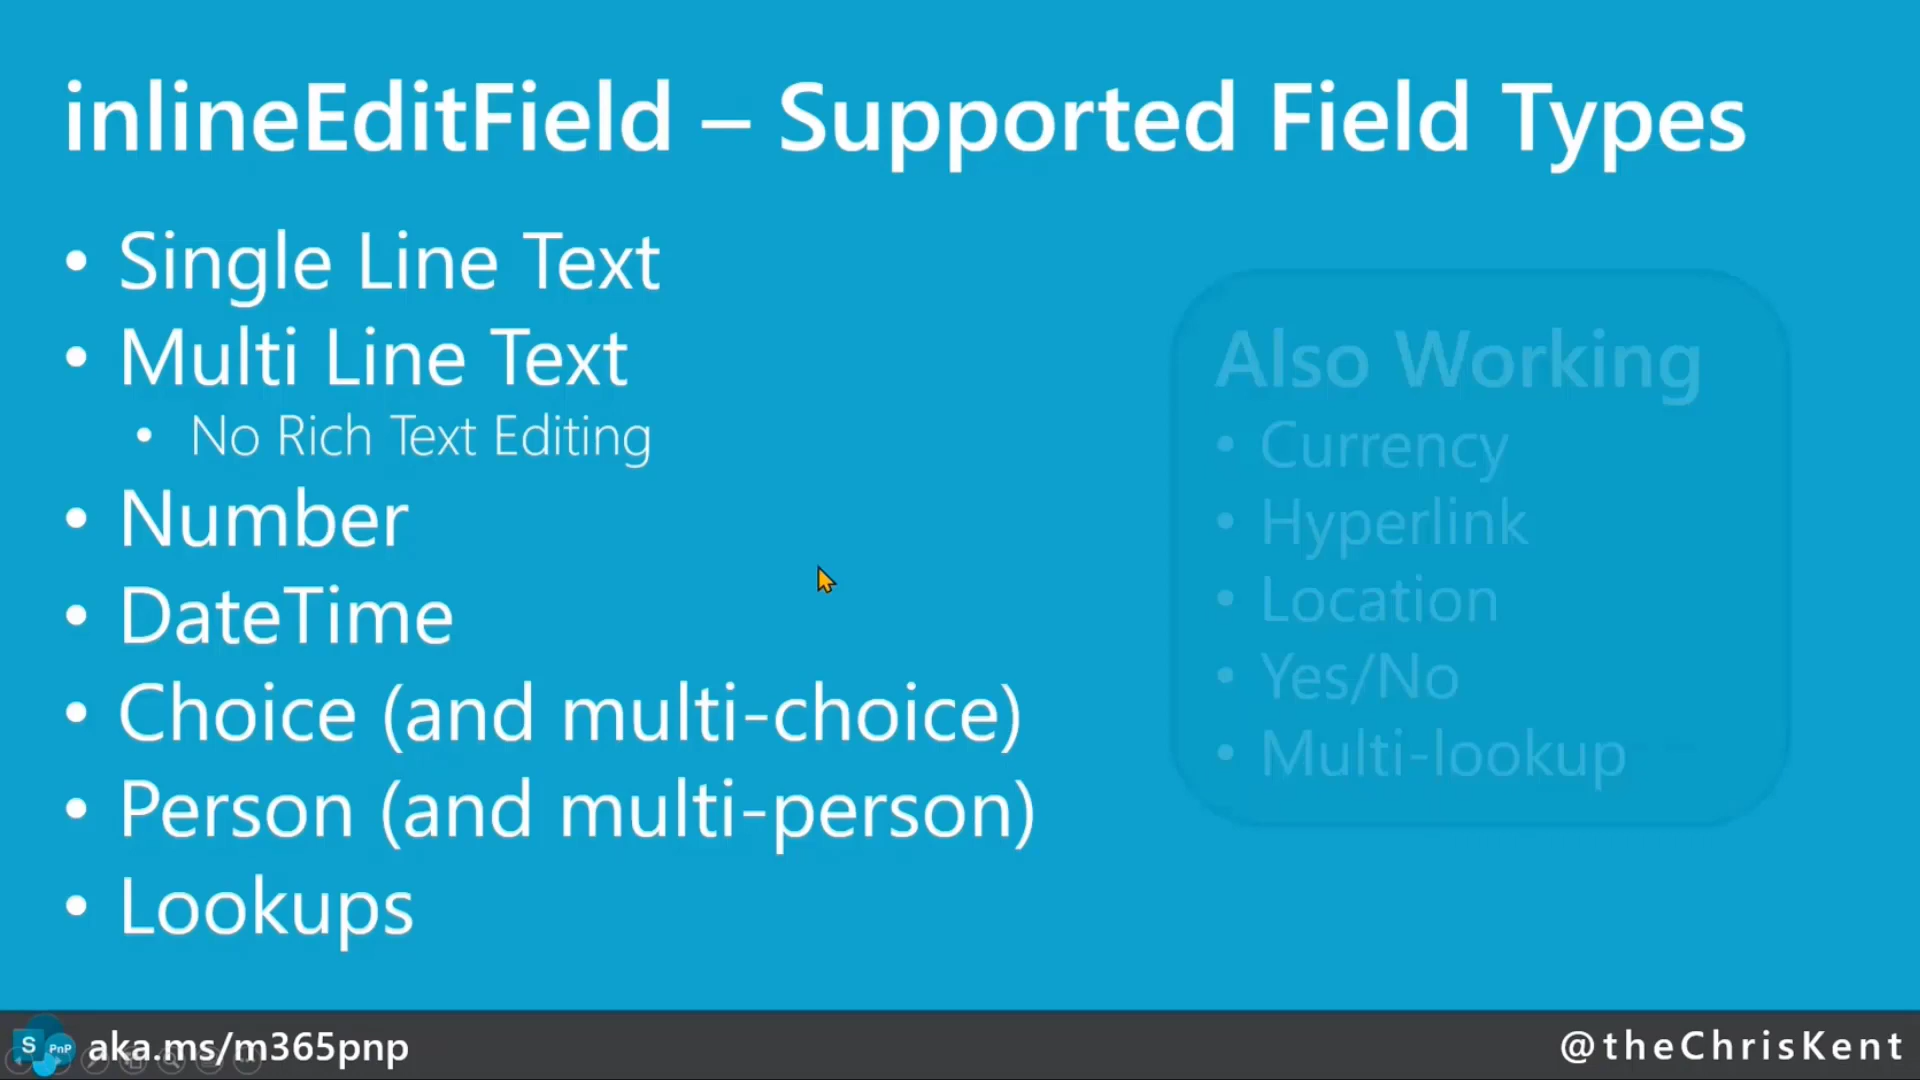 inlineEditField – Supported Field Types
• Single Line Text
• Multi Line Text
• No Rich Text Editing
• Number
• DateTime
• Choice (and multi-choice)
• Person (and multi-person)
• Lookups
Also Working
• Currency
• Hyperlink
• Location
• Yes/No
• Multi-lookup
S PnP aka.ms/m365pnp
@theChrisKent